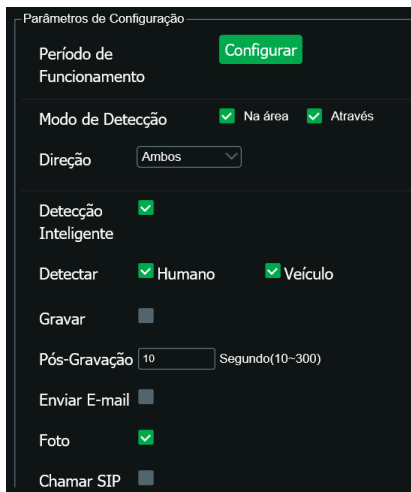 Parâmetros de Configuração
Período de Funcionamento Configurar
Modo de Detecção Na área Através
Direção Ambos
Detecção Inteligente
Detectar Humano Veículo
Gravar
Pós-Gravação 10 Segundo(10~300)
Enviar E-mail
Foto
Chamar SIP